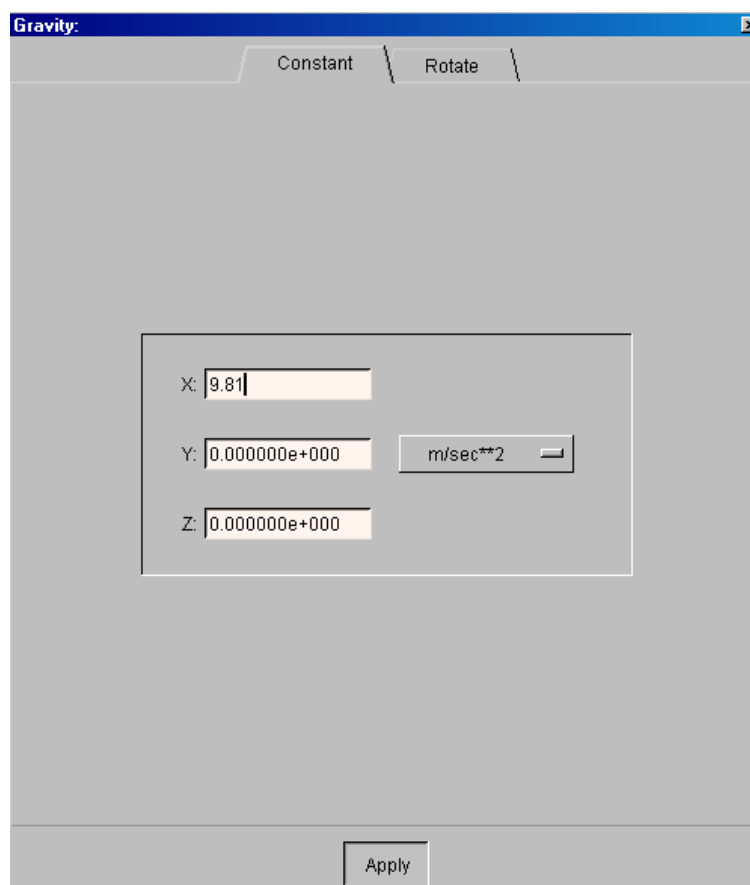 Gravity:
Constant Rotate
X: 9.81
Y: 0.000000e+000 m/sec**2
Z: 0.000000e+000
Apply